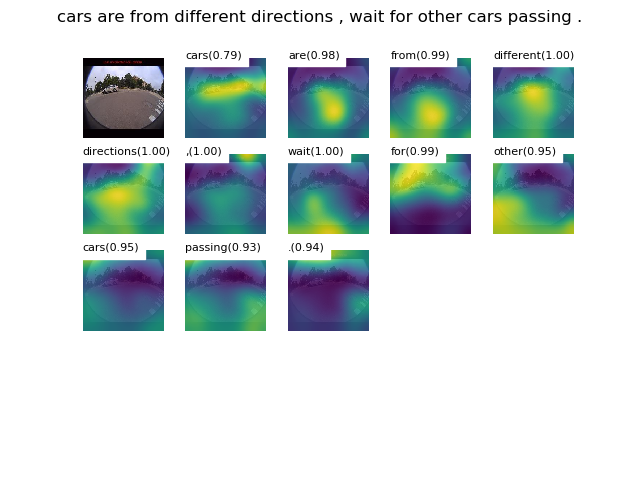 cars are from different directions , wait for other cars passing .
cars(0.79) are(0.98) from(0.99) different(1.00)
directions(1.00) ,(1.00) wait(1.00) for(0.99) other(0.95)
cars(0.95) passing(0.93) .(0.94)